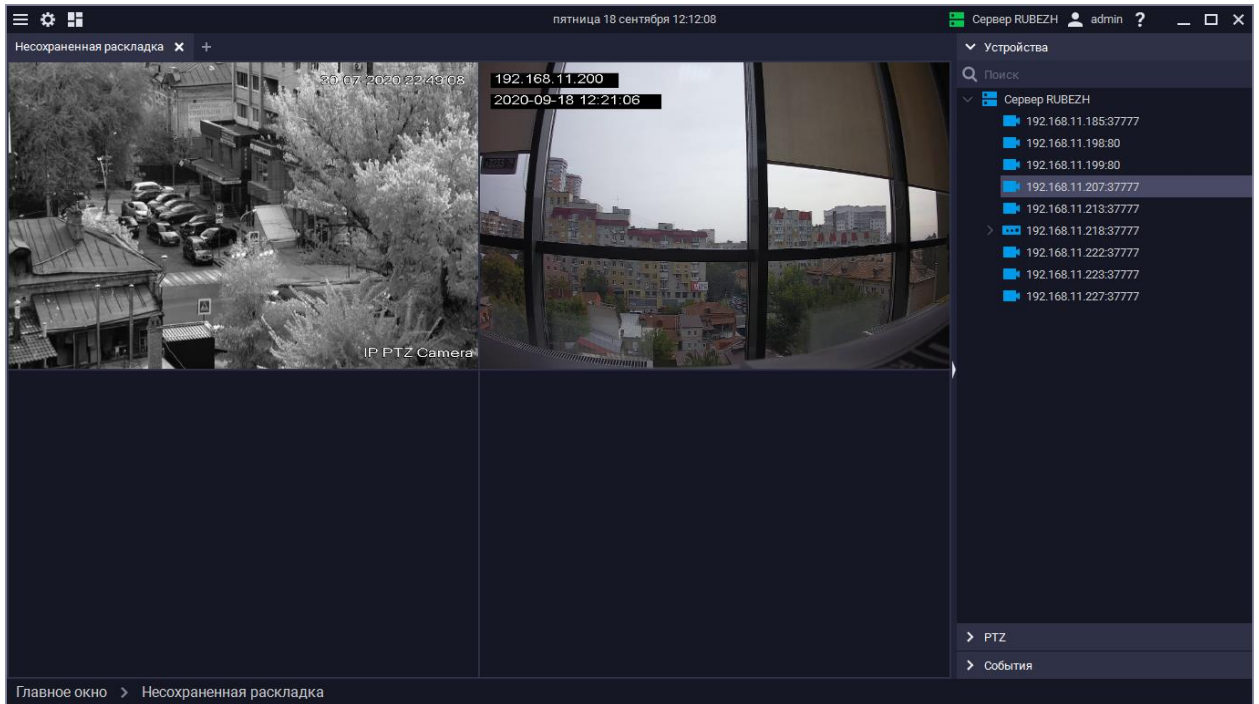 пятница 18 сентября 12:12:08
Сервер RUBEZH admin ?
Несохраненная раскладка
Устройства
30-07-2020 22:49:08
192.168.11.200
2020-09-18 12:21:06
IP PTZ Camera
Поиск
Сервер RUBEZH
192.168.11.185:37777
192.168.11.198:80
192.168.11.199:80
192.168.11.207:37777
192.168.11.213:37777
192.168.11.218:37777
192.168.11.222:37777
192.168.11.223:37777
192.168.11.227:37777
PTZ
События
Главное окно > Несохраненная раскладка